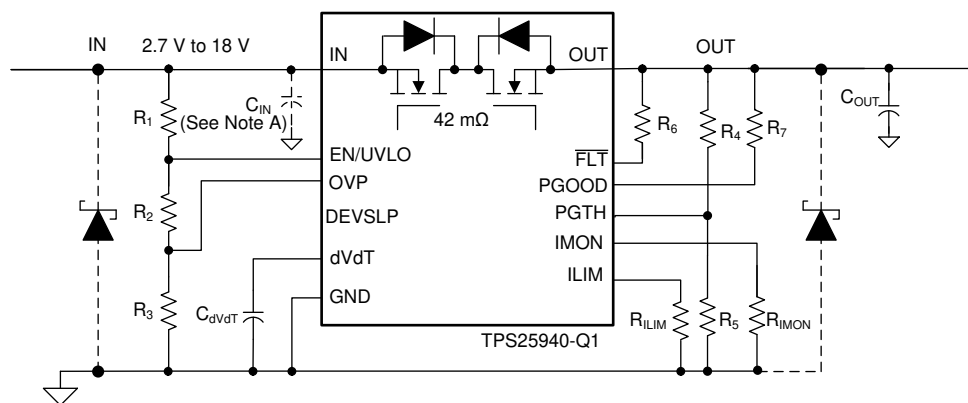 IN
2.7 V to 18 V
IN
OUT
OUT
42 mΩ
R1
CIN
(See Note A)
COUT
R6
R4
R7
EN/UVLO
FLT
OVP
PGOOD
R2
DEVSLP
PGTH
IMON
dVdT
ILIM
GND
R3
CdVdT
RILIM
R5
RIMON
TPS25940-Q1